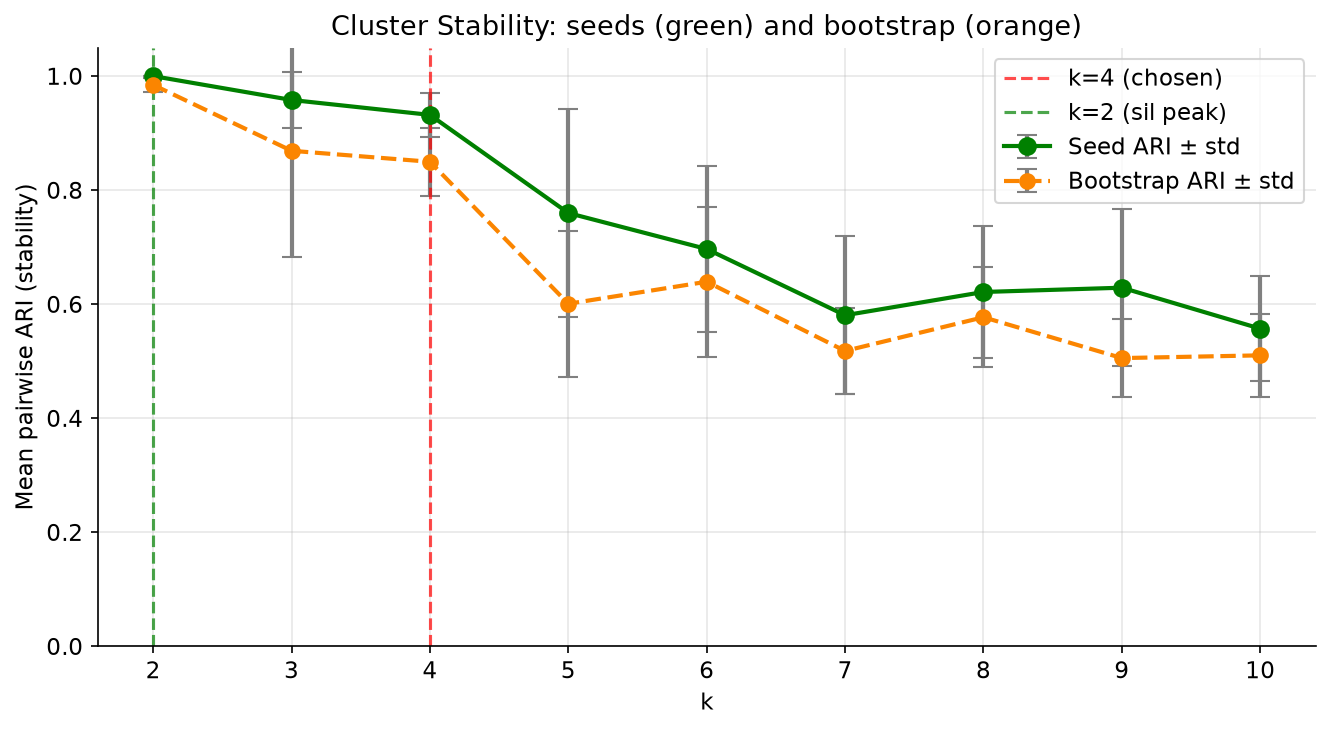 Cluster Stability: seeds (green) and bootstrap (orange)
Mean pairwise ARI (stability)
1.0
0.8
0.6
0.4
0.2
0.0
k=4 (chosen)
k=2 (sil peak)
Seed ARI ± std
Bootstrap ARI ± std
2 3 4 5 6 7 8 9 10
k